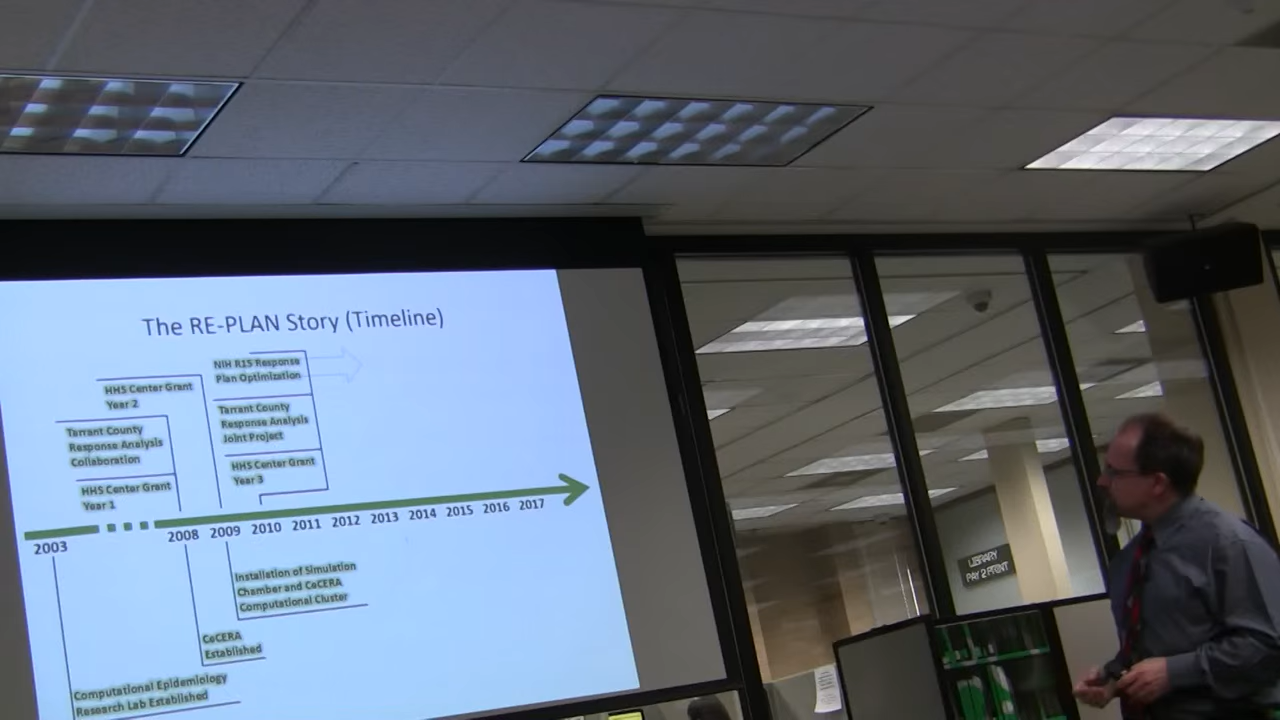 The RE-PLAN Story (Timeline)
NIH R15 Response
Plan Optimization
HHS Center Grant
Year 2
Tarrant County
Response Analysis
Joint Project
Tarrant County
Response Analysis
Collaboration
HHS Center Grant
Year 3
HHS Center Grant
Year 1
2003 2008 2009 2010 2011 2012 2013 2014 2015 2016 2017
Installation of Simulation
Chamber and CeCERA
Computational Cluster
CeCERA
Established
Computational Epidemiology
Research Lab Established
LIBRARY
PAY 2 PRINT